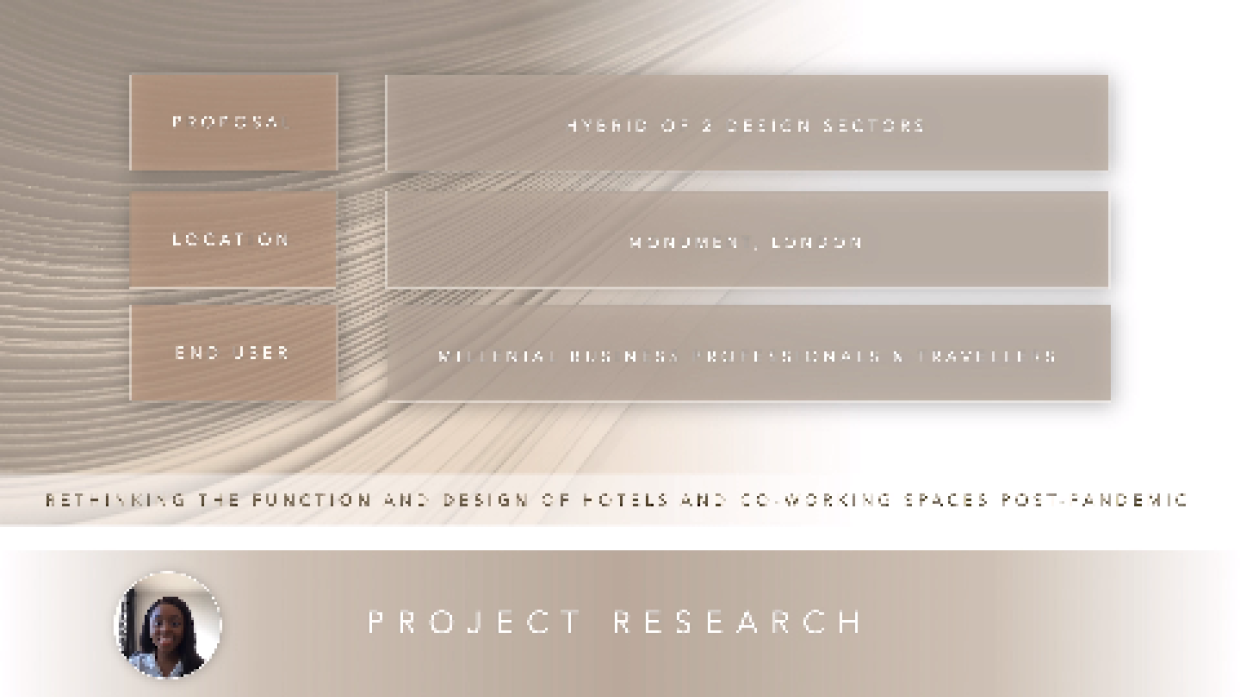 PROPOSAL
HYBRID OF 2 DESIGN SECTORS
LOCATION
MONUMENT, LONDON
END USER
MILLENIAL BUSINESS PROFESSIONALS & TRAVELLERS
RETHINKING THE FUNCTION AND DESIGN OF HOTELS AND CO-WORKING SPACES POST-PANDEMIC
PROJECT RESEARCH